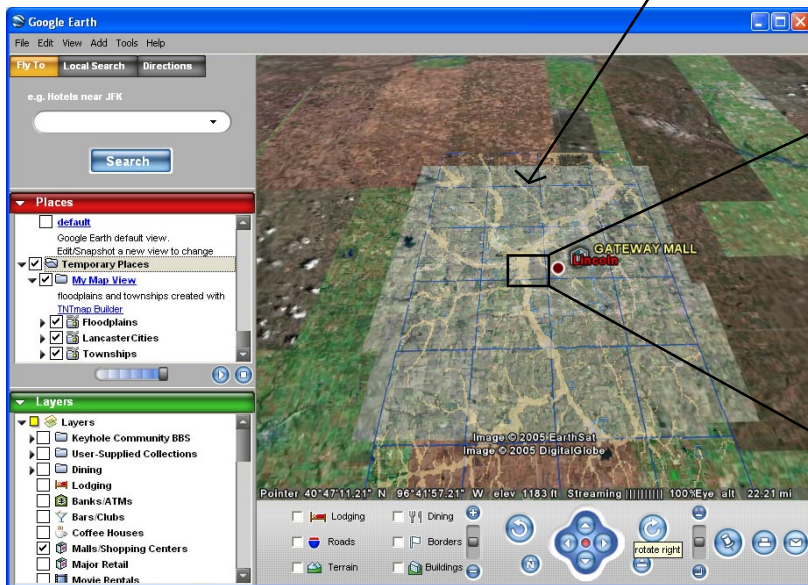 Google Earth
File Edit View Add Tools Help
Fly To Local Search Directions
e.g. Hotels near JFK
Search
Places
default
Google Earth default view.
Edit/Snapshot a new view to change
Temporary Places
My Map View
floodplains and townships created with
TNTmap Builder
Floodplains
LancasterCities
Townships
Layers
Layers
Keyhole Community BBS
User-Supplied Collections
Dining
Lodging
Banks/ATMs
Bars/Clubs
Coffee Houses
Malls/Shopping Centers
Major Retail
Movie Rentals
GATEWAY MALL
Lincoln
Image © 2005 EarthSat
Image © 2005 DigitalGlobe
Pointer 40°47'11.21" N 96°41'57.21" W elev 1183 ft Streaming |||||||||| 100% Eye alt 22.21 mi
Lodging Dining
Roads Borders
Terrain Buildings
N
rotate right